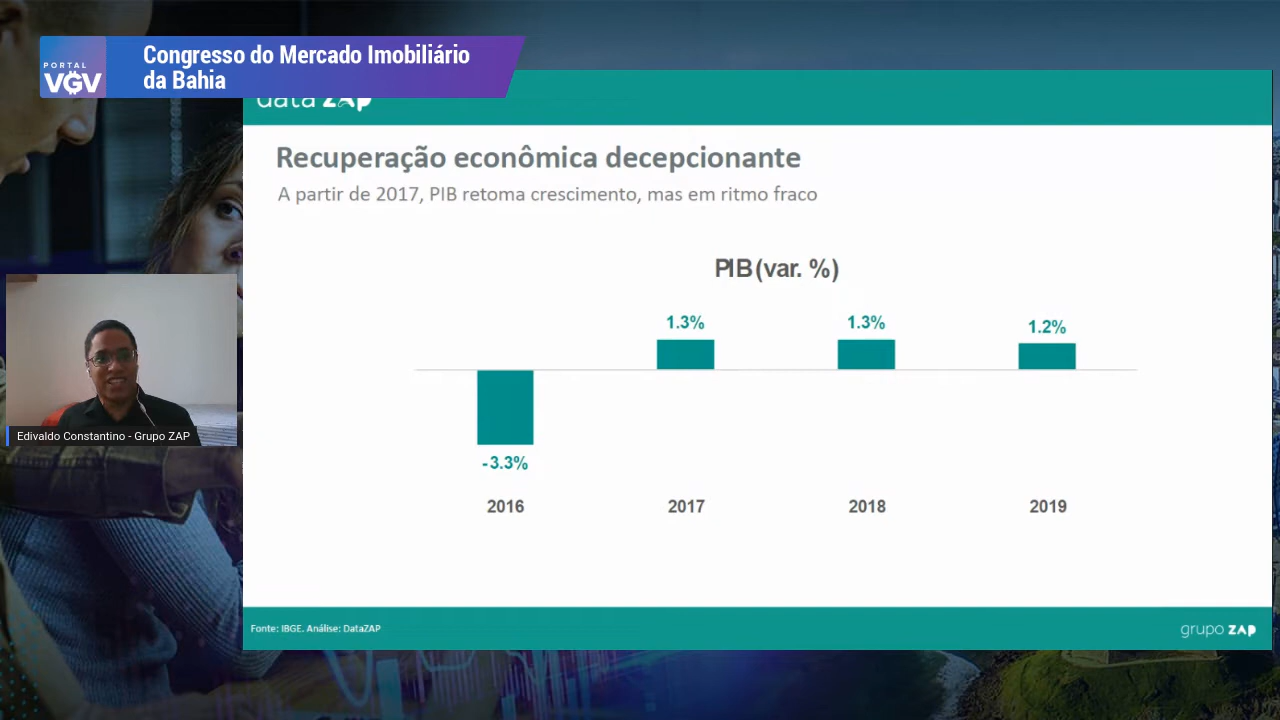 PORTAL
VGV
Congresso do Mercado Imobiliário
da Bahia
data ZAP
Recuperação econômica decepcionante
A partir de 2017, PIB retoma crescimento, mas em ritmo fraco
PIB (var. %)
1.3%
1.3%
1.2%
-3.3%
2016
2017
2018
2019
Edivaldo Constantino - Grupo ZAP
Fonte: IBGE. Análise: DataZAP
grupo ZAP